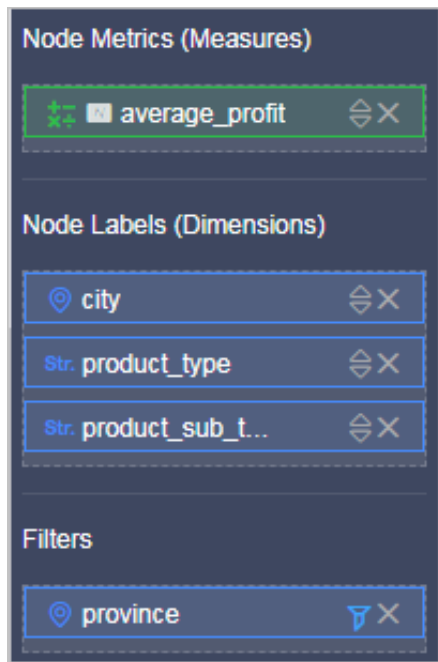 Node Metrics (Measures)
average_profit
Node Labels (Dimensions)
city
Str. product_type
Str. product_sub_t...
Filters
province